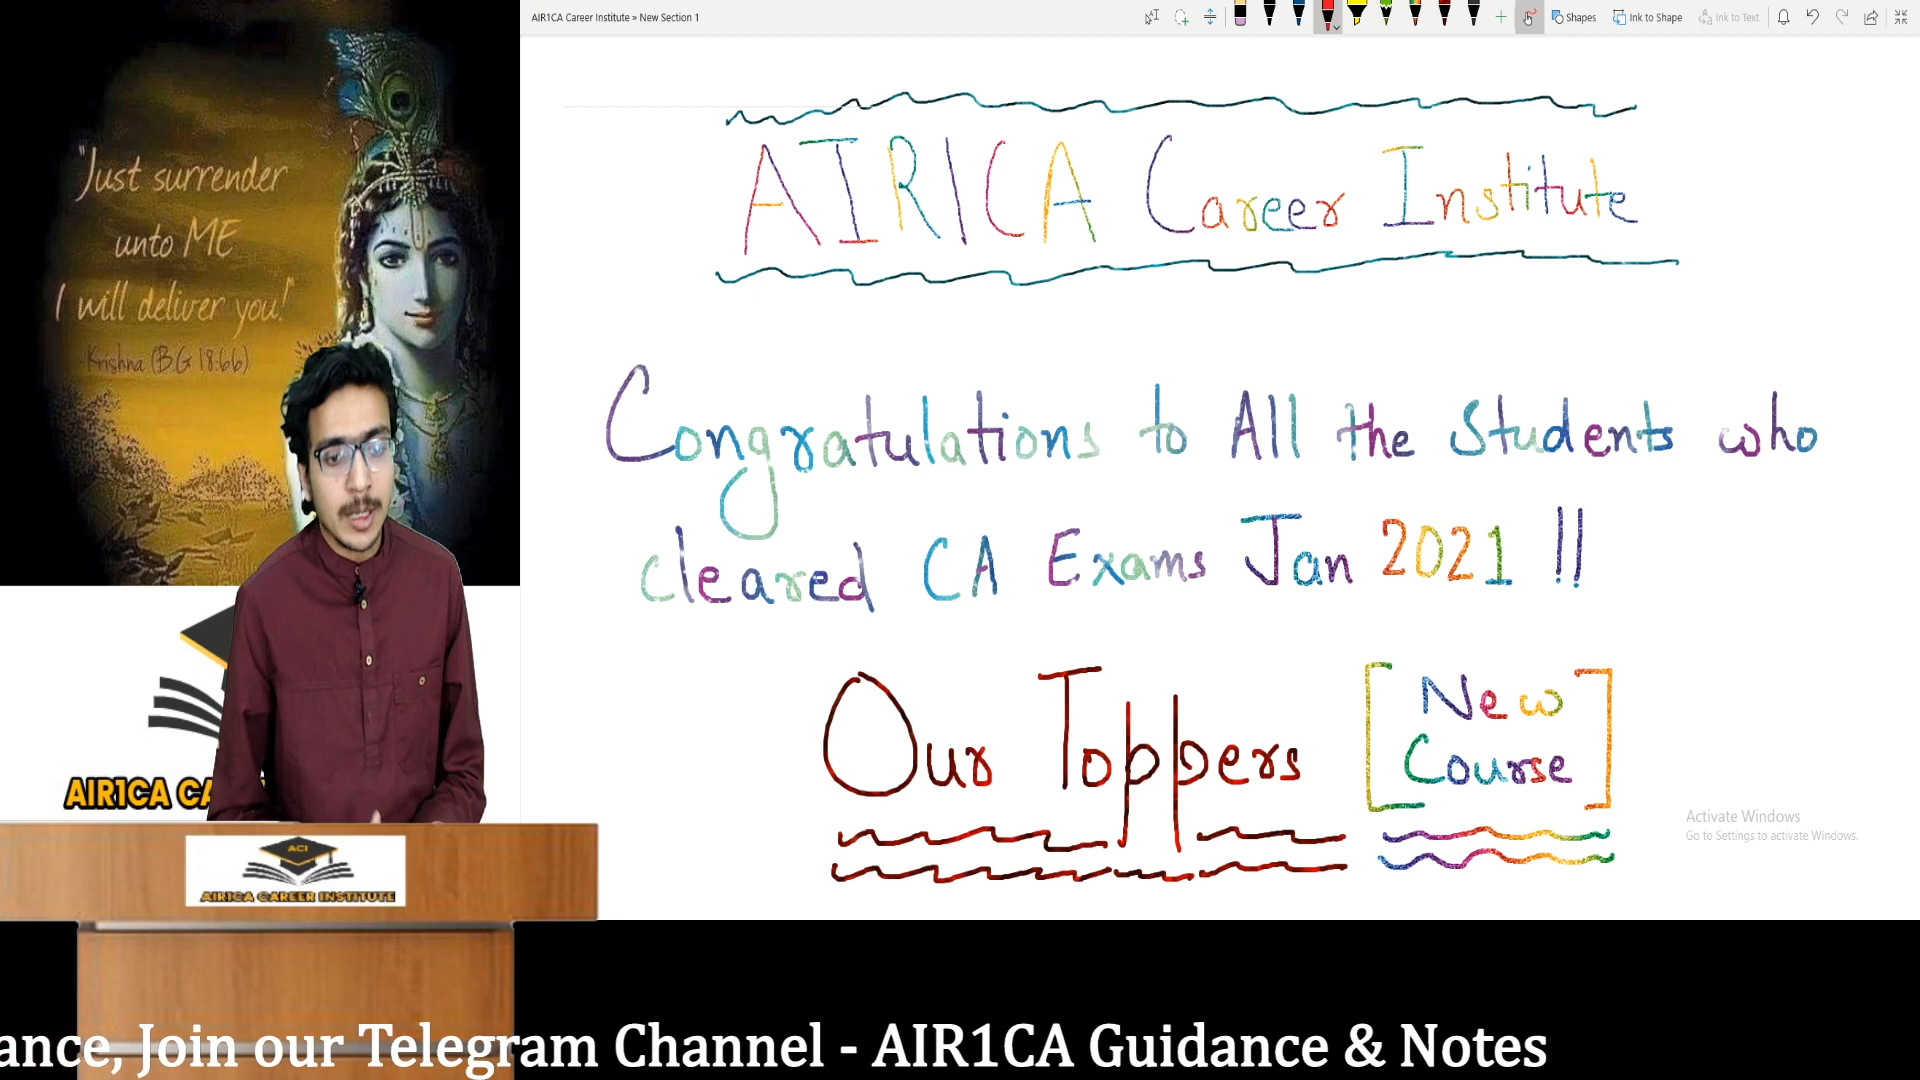 AIR1CA Career Institute » New Section 1
Shapes
Ink to Shape
Ink to Text
"Just surrender
unto ME
I will deliver you!"
-Krishna (B.G 18:66)
AIR1CA Career Institute
Congratulations to All the Students who
cleared CA Exams Jan 2021 !!
Our Toppers
[New
Course]
Activate Windows
Go to Settings to activate Windows.
AIR1CA CA
ACI
AIR1CA CAREER INSTITUTE
ance, Join our Telegram Channel - AIR1CA Guidance & Notes